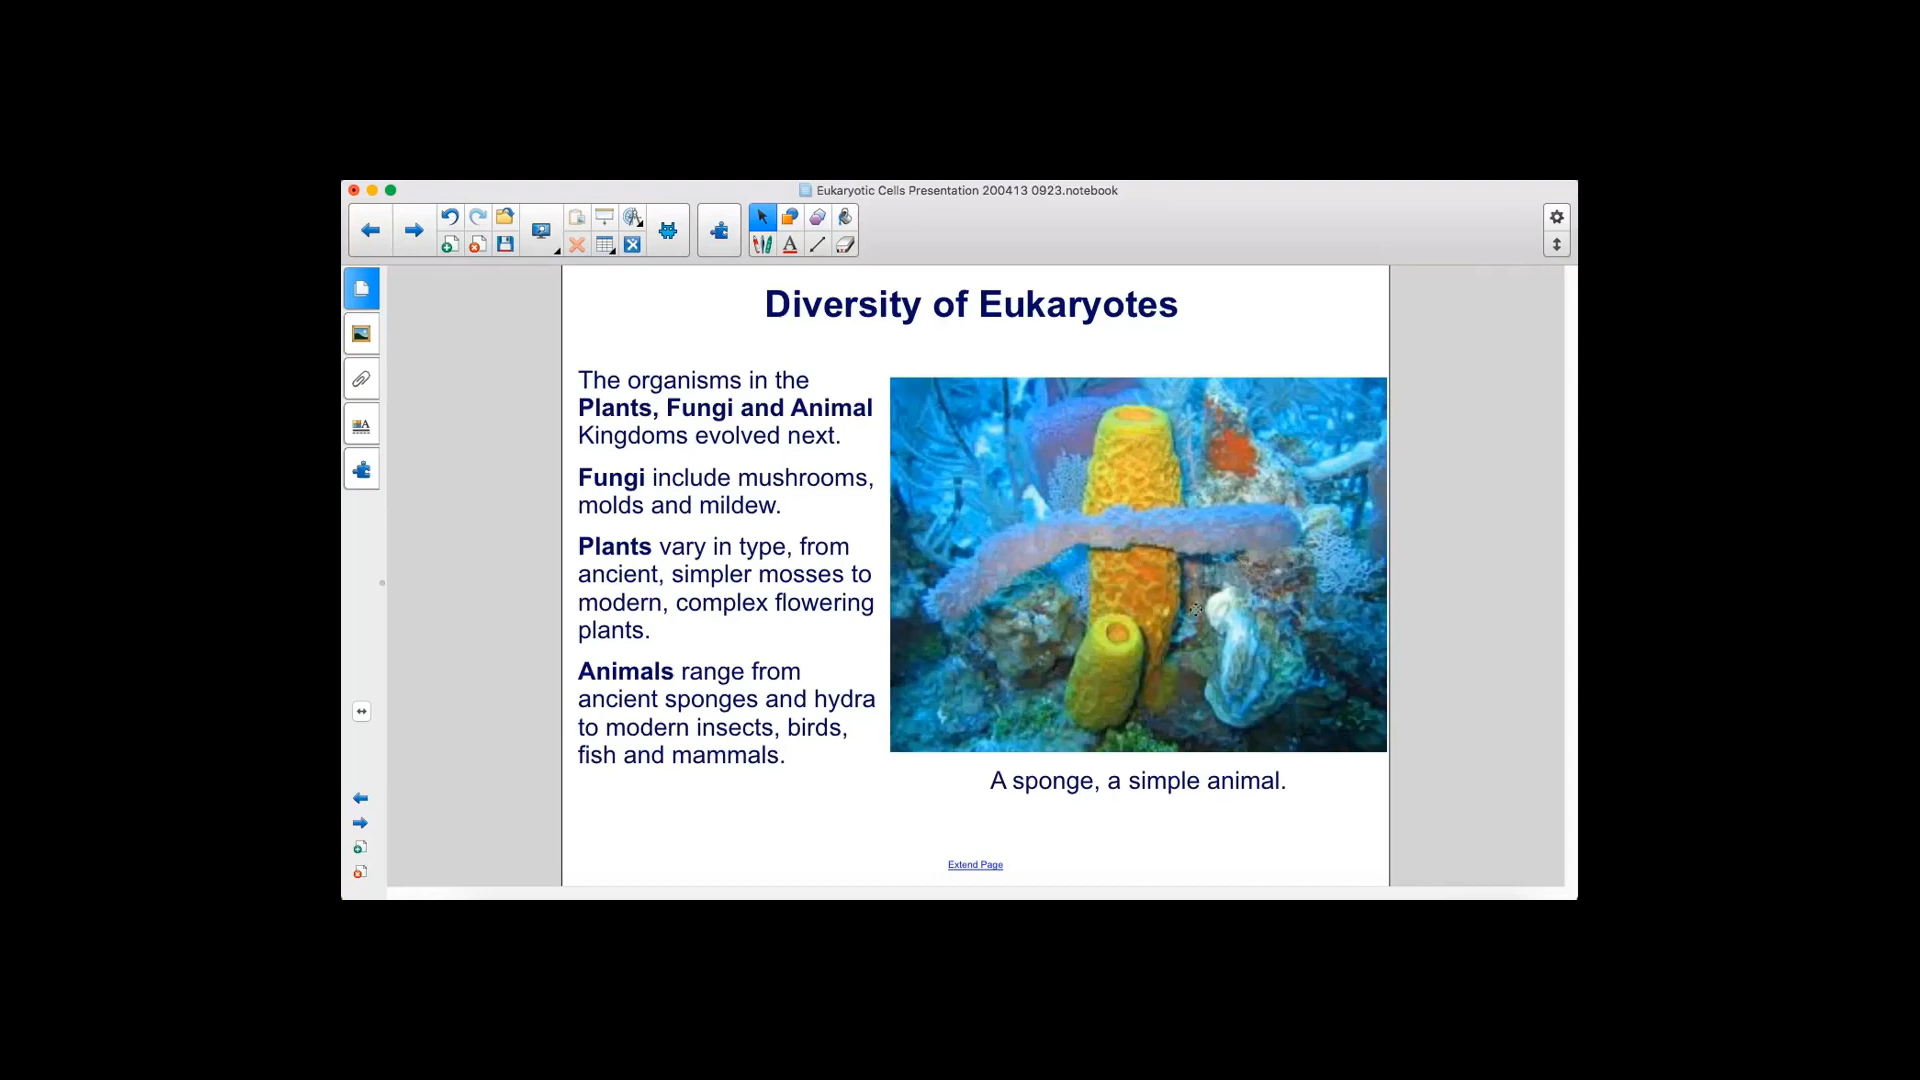 Eukaryotic Cells Presentation 200413 0923.notebook
Diversity of Eukaryotes
The organisms in the
Plants, Fungi and Animal
Kingdoms evolved next.
Fungi include mushrooms,
molds and mildew.
Plants vary in type, from
ancient, simpler mosses to
modern, complex flowering
plants.
Animals range from
ancient sponges and hydra
to modern insects, birds,
fish and mammals.
A sponge, a simple animal.
Extend Page